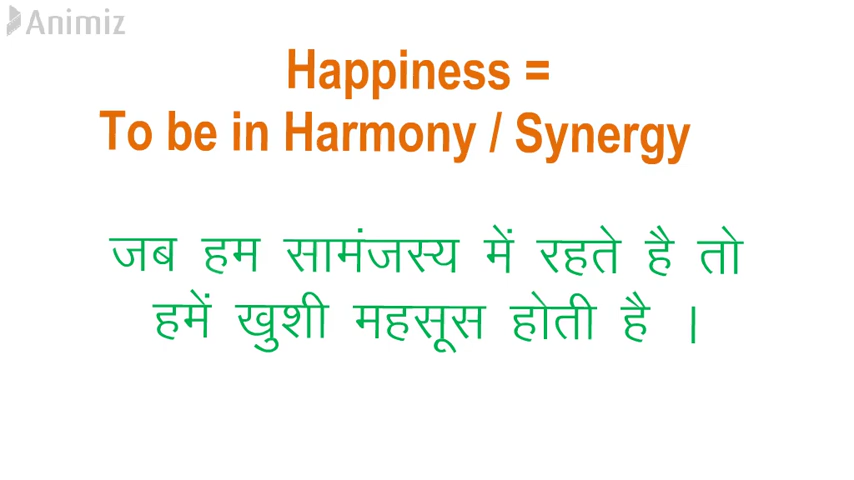 Animiz
Happiness =
To be in Harmony / Synergy
जब हम सामंजस्य में रहते है तो
हमें खुशी महसूस होती है ।